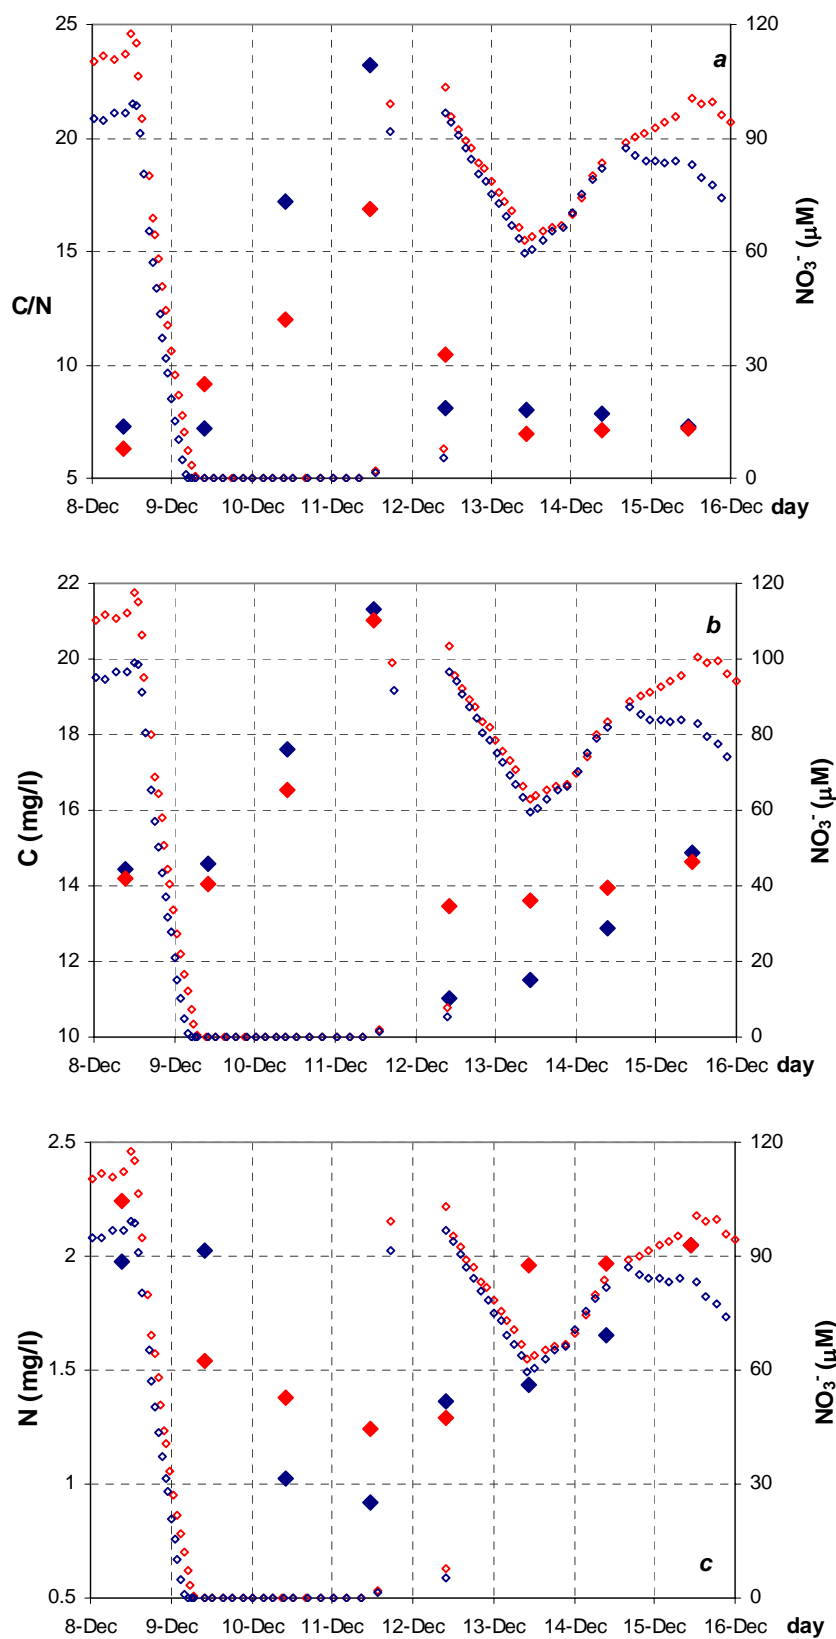 25
120
a
20
90
15
60
C/N
NO3- (µM)
10
30
5
0
8-Dec 9-Dec 10-Dec 11-Dec 12-Dec 13-Dec 14-Dec 15-Dec 16-Dec day
22
120
b
20
100
18
80
16
60
C (mg/l)
NO3- (µM)
14
40
12
20
10
0
8-Dec 9-Dec 10-Dec 11-Dec 12-Dec 13-Dec 14-Dec 15-Dec 16-Dec day
2.5
120
2
90
1.5
60
N (mg/l)
NO3- (µM)
1
30
c
0.5
0
8-Dec 9-Dec 10-Dec 11-Dec 12-Dec 13-Dec 14-Dec 15-Dec 16-Dec day